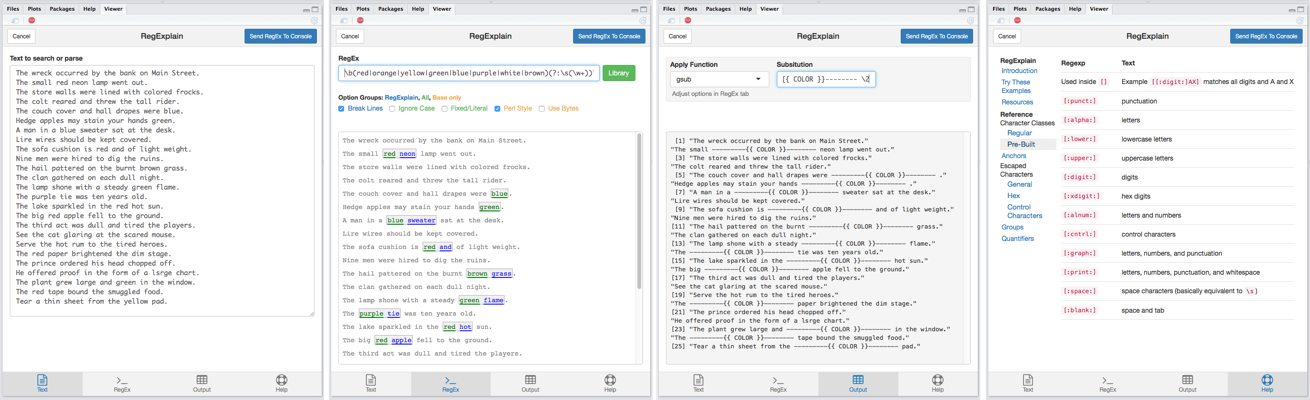 Files Plots Packages Help Viewer
Cancel RegExplain Send RegEx To Console
Text to search or parse
The wreck occurred by the bank on Main Street.
The small red neon lamp went out.
The store walls were lined with colored frocks.
The colt reared and threw the tall rider.
The couch cover and hall drapes were blue.
Hedge apples may stain your hands green.
A man in a blue sweater sat at the desk.
Lire wires should be kept covered.
The sofa cushion is red and of light weight.
Nine men were hired to dig the ruins.
The hail pattered on the burnt brown grass.
The clan gathered on each dull night.
The lamp shone with a steady green flame.
The purple tie was ten years old.
The lake sparkled in the red hot sun.
The big red apple fell to the ground.
The third act was dull and tired the players.
See the cat glaring at the scared mouse.
Serve the hot rum to the tired heroes.
The red paper brightened the dim stage.
The prince ordered his head chopped off.
He offered proof in the form of a lsrge chart.
The plant grew large and green in the window.
The red tape bound the smuggled food.
Tear a thin sheet from the yellow pad.
Text RegEx Output Help
Files Plots Packages Help Viewer
Cancel RegExplain Send RegEx To Console
RegEx
\b(red|orange|yellow|green|blue|purple|white|brown)(?:\s(\w+))
Library
Option Groups: RegExplain, All, Base only
Break Lines Ignore Case Fixed/Literal Perl Style Use Bytes
The wreck occurred by the bank on Main Street.
The small red neon lamp went out.
The store walls were lined with colored frocks.
The colt reared and threw the tall rider.
The couch cover and hall drapes were blue.
Hedge apples may stain your hands green.
A man in a blue sweater sat at the desk.
Lire wires should be kept covered.
The sofa cushion is red and of light weight.
Nine men were hired to dig the ruins.
The hail pattered on the burnt brown grass.
The clan gathered on each dull night.
The lamp shone with a steady green flame.
The purple tie was ten years old.
The lake sparkled in the red hot sun.
The big red apple fell to the ground.
The third act was dull and tired the players.
Text RegEx Output Help
Files Plots Packages Help Viewer
Cancel RegExplain Send RegEx To Console
Apply Function Subsitution
gsub {{ COLOR }}-------- \2
Adjust options in RegEx tab
[1] "The wreck occurred by the bank on Main Street."
"The small ---------{{ COLOR }}-------- neon lamp went out."
[3] "The store walls were lined with colored frocks."
"The colt reared and threw the tall rider."
[5] "The couch cover and hall drapes were ---------{{ COLOR }}-------- ."
"Hedge apples may stain your hands ---------{{ COLOR }}-------- ."
[7] "A man in a ---------{{ COLOR }}-------- sweater sat at the desk."
"Lire wires should be kept covered."
[9] "The sofa cushion is ---------{{ COLOR }}-------- and of light weight."
"Nine men were hired to dig the ruins."
[11] "The hail pattered on the burnt ---------{{ COLOR }}-------- grass."
"The clan gathered on each dull night."
[13] "The lamp shone with a steady ---------{{ COLOR }}-------- flame."
"The ---------{{ COLOR }}-------- tie was ten years old."
[15] "The lake sparkled in the ---------{{ COLOR }}-------- hot sun."
"The big ---------{{ COLOR }}-------- apple fell to the ground."
[17] "The third act was dull and tired the players."
"See the cat glaring at the scared mouse."
[19] "Serve the hot rum to the tired heroes."
"The ---------{{ COLOR }}-------- paper brightened the dim stage."
[21] "The prince ordered his head chopped off."
"He offered proof in the form of a lsrge chart."
[23] "The plant grew large and ---------{{ COLOR }}-------- in the window."
"The ---------{{ COLOR }}-------- tape bound the smuggled food."
[25] "Tear a thin sheet from the ---------{{ COLOR }}-------- pad."
Text RegEx Output Help
Files Plots Packages Help Viewer
Cancel RegExplain Send RegEx To Console
RegExplain
Introduction
Try These
Examples
Resources
Reference
Character Classes
Regular
Pre-Built
Anchors
Escaped
Characters
General
Hex
Control
Characters
Groups
Quantifiers
Regexp Text
Used inside [] Example [[:digit:]AX] matches all digits and A and X
[:punct:] punctuation
[:alpha:] letters
[:lower:] lowercase letters
[:upper:] uppercase letters
[:digit:] digits
[:xdigit:] hex digits
[:alnum:] letters and numbers
[:cntrl:] control characters
[:graph:] letters, numbers, and punctuation
[:print:] letters, numbers, punctuation, and whitespace
[:space:] space characters (basically equivalent to \s)
[:blank:] space and tab
Text RegEx Output Help